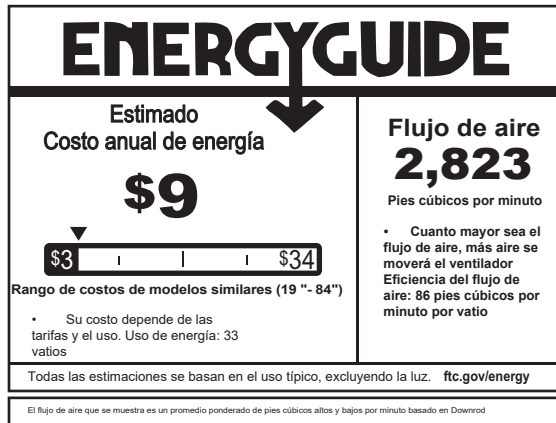 ENERGYGUIDE
Estimado
Costo anual de energía
$9
$3 $34
Rango de costos de modelos similares (19 "- 84")
• Su costo depende de las
tarifas y el uso. Uso de energía: 33
vatios
Flujo de aire
2,823
Pies cúbicos por minuto
• Cuanto mayor sea el
flujo de aire, más aire se
moverá el ventilador
Eficiencia del flujo de
aire: 86 pies cúbicos por
minuto por vatio
Todas las estimaciones se basan en el uso típico, excluyendo la luz. ftc.gov/energy
El flujo de aire que se muestra es un promedio ponderado de pies cúbicos altos y bajos por minuto basado en Downrod